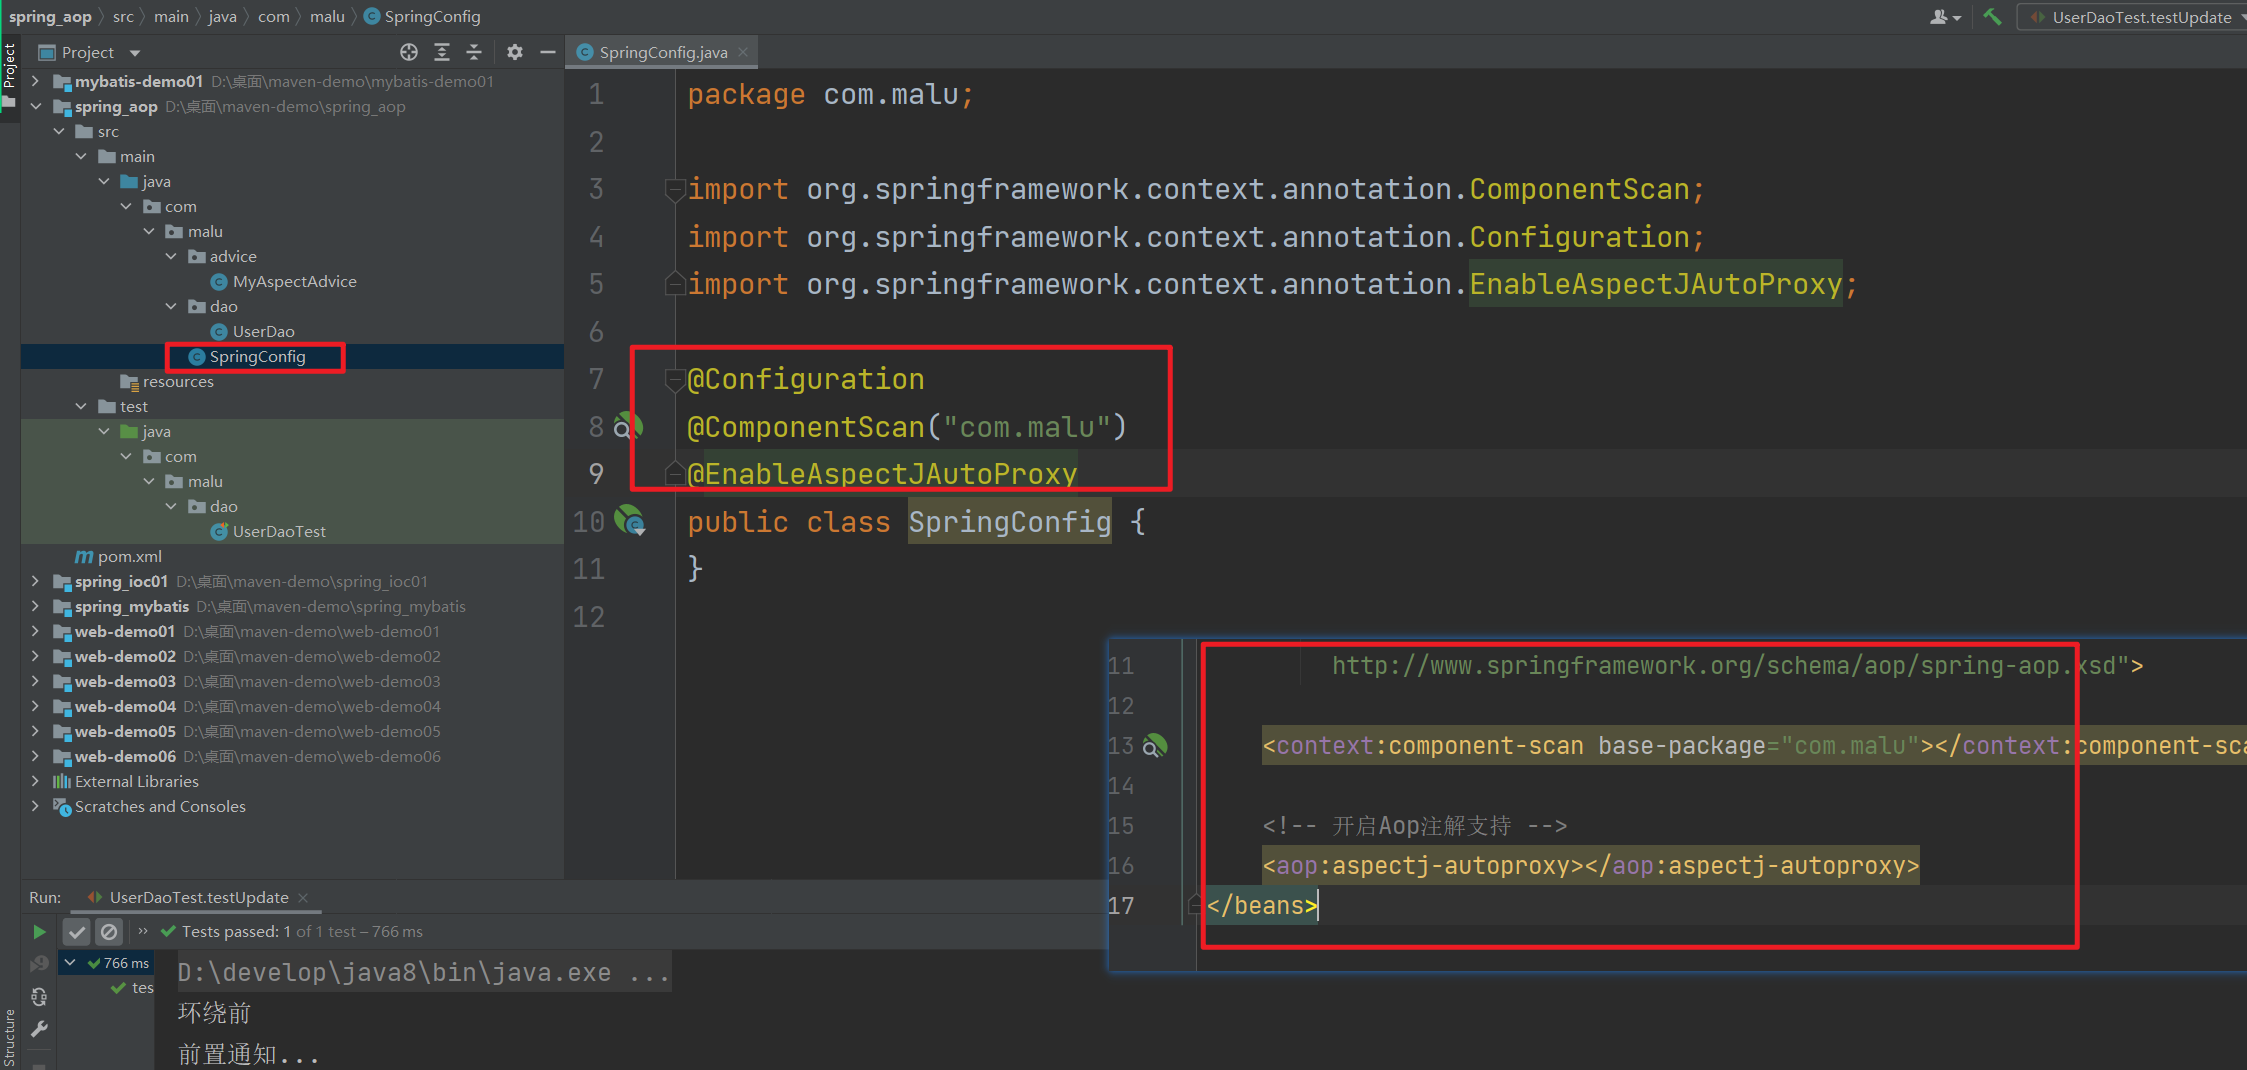 spring_aop
src
main
java
com
malu
SpringConfig
UserDaoTest.testUpdate
Project
Project
SpringConfig.java
mybatis-demo01 D:\桌面\maven-demo\mybatis-demo01
spring_aop D:\桌面\maven-demo\spring_aop
src
main
java
com
malu
advice
MyAspectAdvice
dao
UserDao
SpringConfig
resources
test
java
com
malu
dao
UserDaoTest
pom.xml
spring_ioc01 D:\桌面\maven-demo\spring_ioc01
spring_mybatis D:\桌面\maven-demo\spring_mybatis
web-demo01 D:\桌面\maven-demo\web-demo01
web-demo02 D:\桌面\maven-demo\web-demo02
web-demo03 D:\桌面\maven-demo\web-demo03
web-demo04 D:\桌面\maven-demo\web-demo04
web-demo05 D:\桌面\maven-demo\web-demo05
web-demo06 D:\桌面\maven-demo\web-demo06
External Libraries
Scratches and Consoles
1 package com.malu;
2
3 import org.springframework.context.annotation.ComponentScan;
4 import org.springframework.context.annotation.Configuration;
5 import org.springframework.context.annotation.EnableAspectJAutoProxy;
6
7 @Configuration
8 @ComponentScan("com.malu")
9 @EnableAspectJAutoProxy
10 public class SpringConfig {
11 }
12
11 http://www.springframework.org/schema/aop/spring-aop.xsd">
12
13 <context:component-scan base-package="com.malu"></context:component-sca
14
15 <!-- 开启Aop注解支持 -->
16 <aop:aspectj-autoproxy></aop:aspectj-autoproxy>
17 </beans>
Run: UserDaoTest.testUpdate
Tests passed: 1 of 1 test – 766 ms
766 ms
tes
D:\develop\java8\bin\java.exe ...
环绕前
前置通知...
Structure